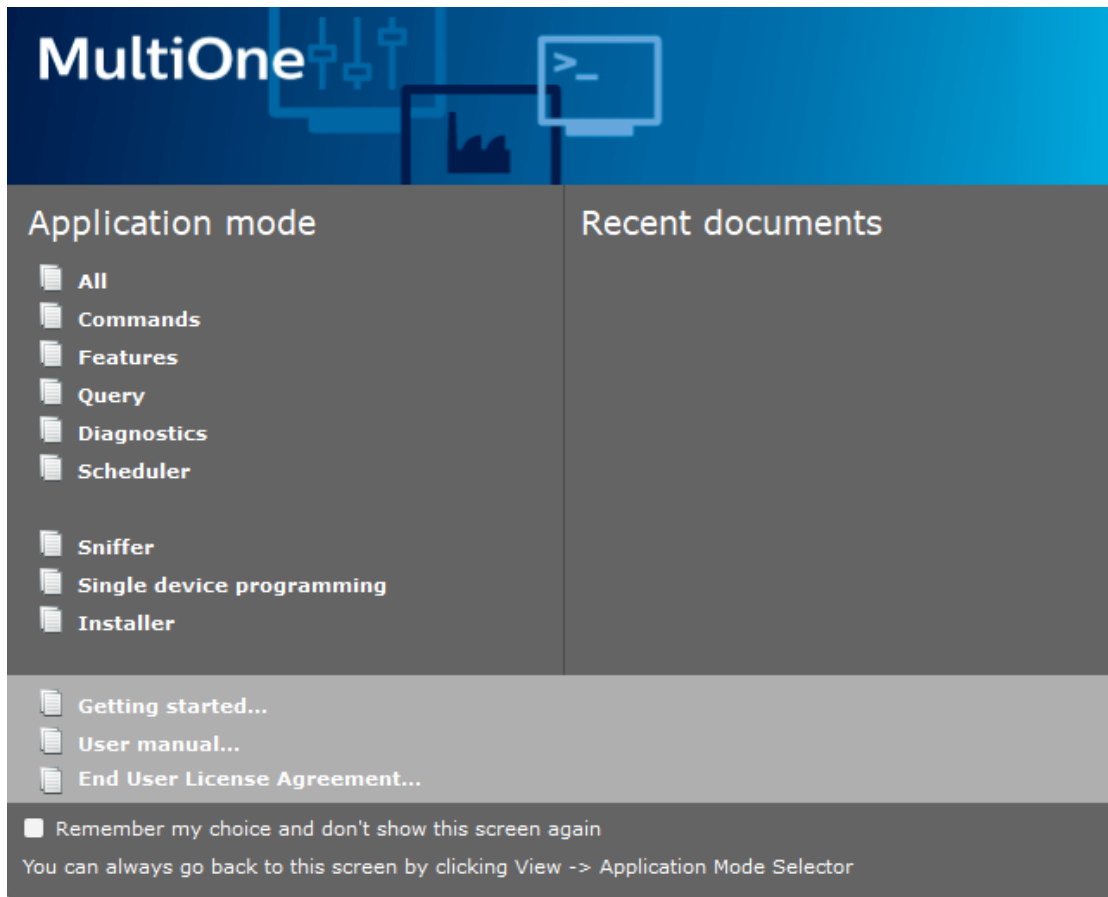 MultiOne
>_
Application mode
All
Commands
Features
Query
Diagnostics
Scheduler
Sniffer
Single device programming
Installer
Recent documents
Getting started...
User manual...
End User License Agreement...
Remember my choice and don't show this screen again
You can always go back to this screen by clicking View -> Application Mode Selector